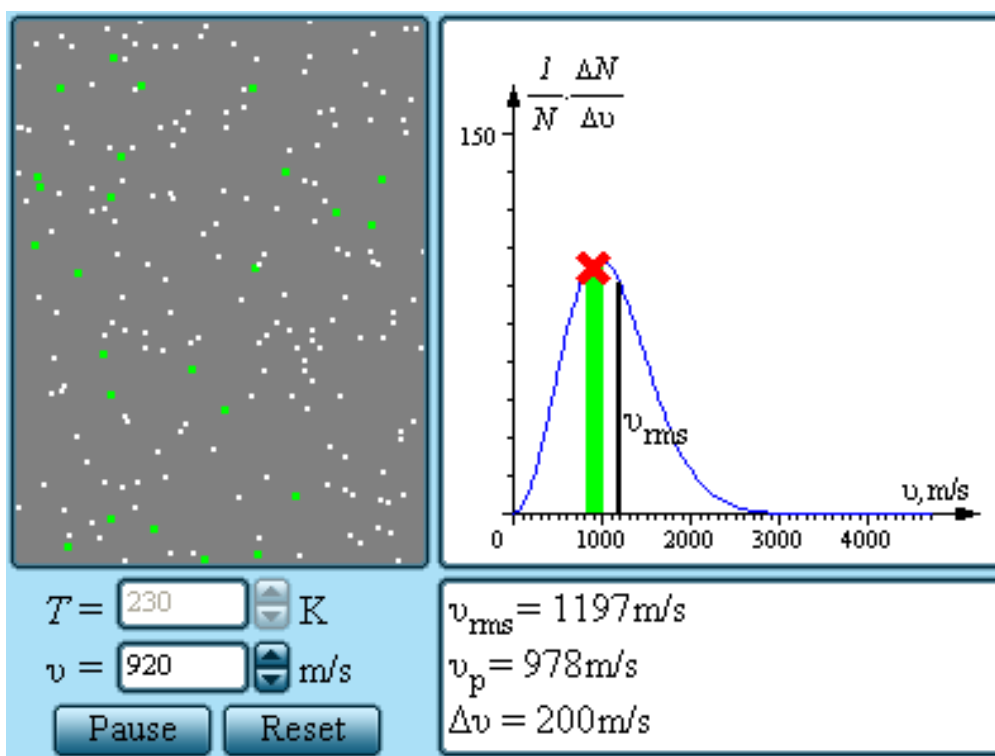 1/N · ΔN/Δυ
150
υrms
υ, m/s
0 1000 2000 3000 4000
T = 230 K
υ = 920 m/s
Pause Reset
υrms = 1197m/s
υp = 978m/s
Δυ = 200m/s